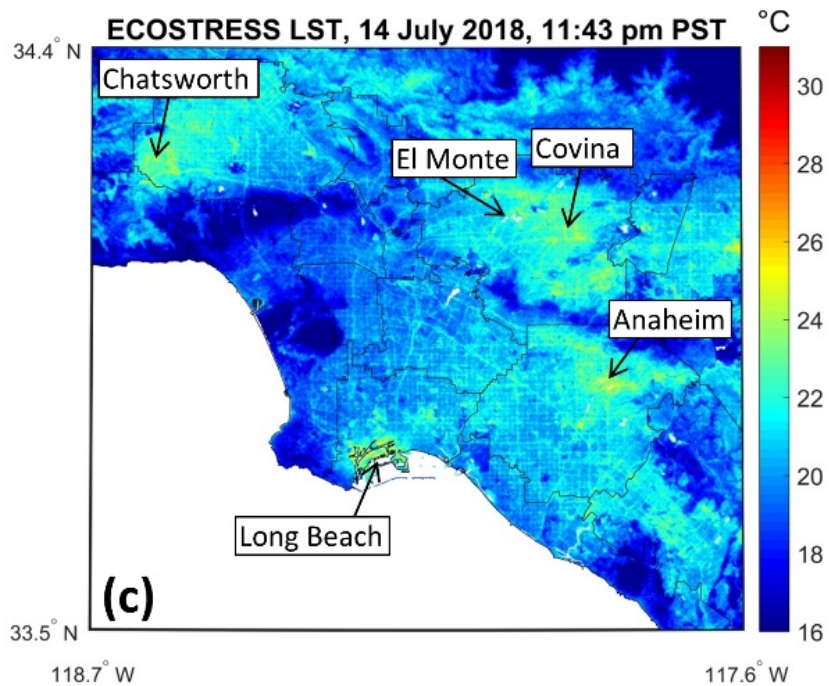 ECOSTRESS LST, 14 July 2018, 11:43 pm PST
°C
34.4° N
Chatsworth
El Monte
Covina
Anaheim
Long Beach
(c)
33.5° N
118.7° W
117.6° W
30
28
26
24
22
20
18
16